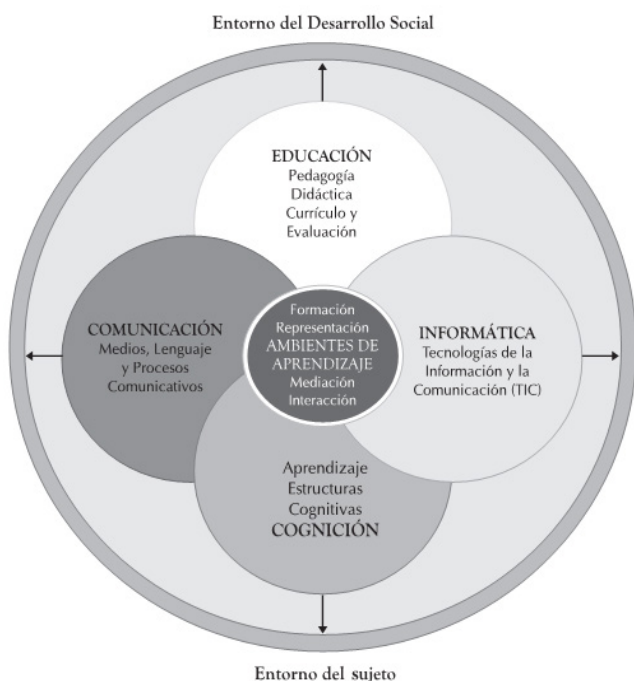 Entorno del Desarrollo Social
EDUCACIÓN
Pedagogía
Didáctica
Currículo y
Evaluación
COMUNICACIÓN
Medios, Lenguaje
y Procesos
Comunicativos
Formación
Representación
AMBIENTES DE
APRENDIZAJE
Mediación
Interacción
INFORMÁTICA
Tecnologías de la
Información y la
Comunicación (TIC)
Aprendizaje
Estructuras
Cognitivas
COGNICIÓN
Entorno del sujeto